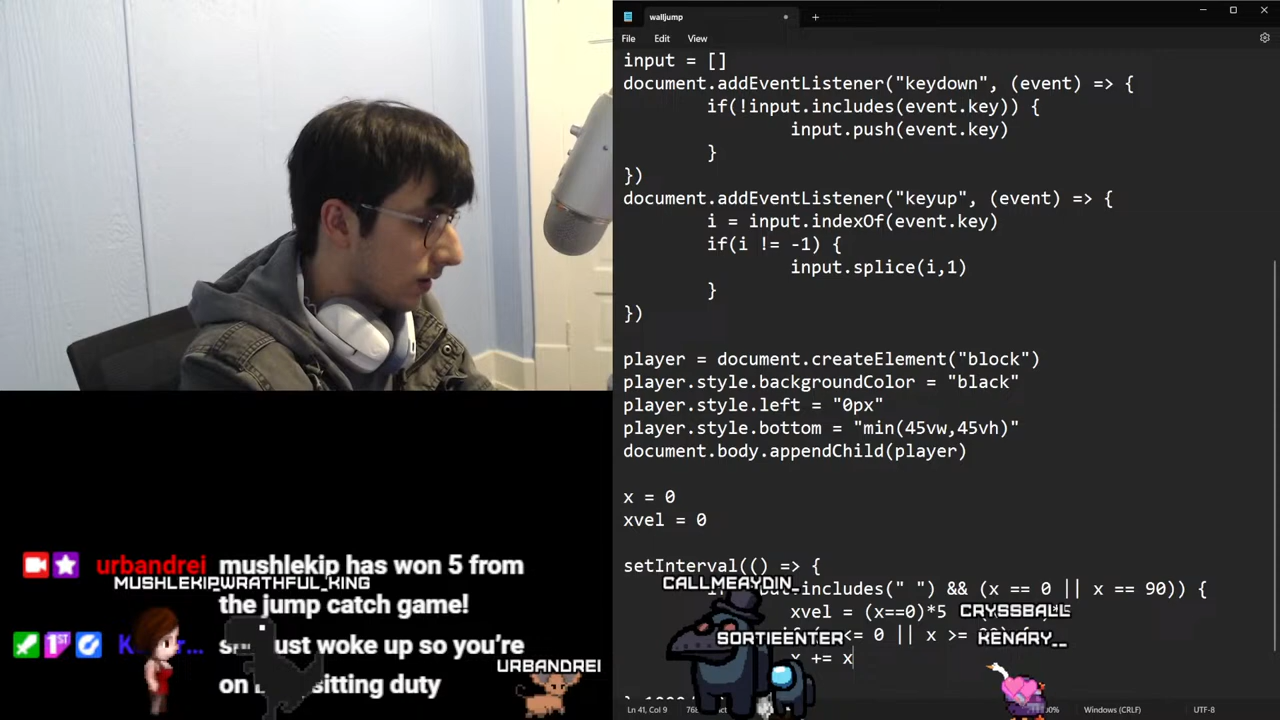 walljump
File Edit View
input = []
document.addEventListener("keydown", (event) => {
if(!input.includes(event.key)) {
input.push(event.key)
}
})
document.addEventListener("keyup", (event) => {
i = input.indexOf(event.key)
if(i != -1) {
input.splice(i,1)
}
})
player = document.createElement("block")
player.style.backgroundColor = "black"
player.style.left = "0px"
player.style.bottom = "min(45vw,45vh)"
document.body.appendChild(player)
x = 0
xvel = 0
setInterval(() => {
includes(" ") && (x == 0 || x == 90)) {
xvel = (x==0)*5
<= 0 || x >=
x += x
Ln 41, Col 9
Windows (CRLF)
UTF-8
urbandrei mushlekip has won 5 from
the jump catch game!
just woke up so you're
sitting duty
MUSHLEKIP
WRATHFUL_KING
URBANDREI
CALLMEAYDIN_
SORTIEENTER
CRYSSBALL
KENARY__